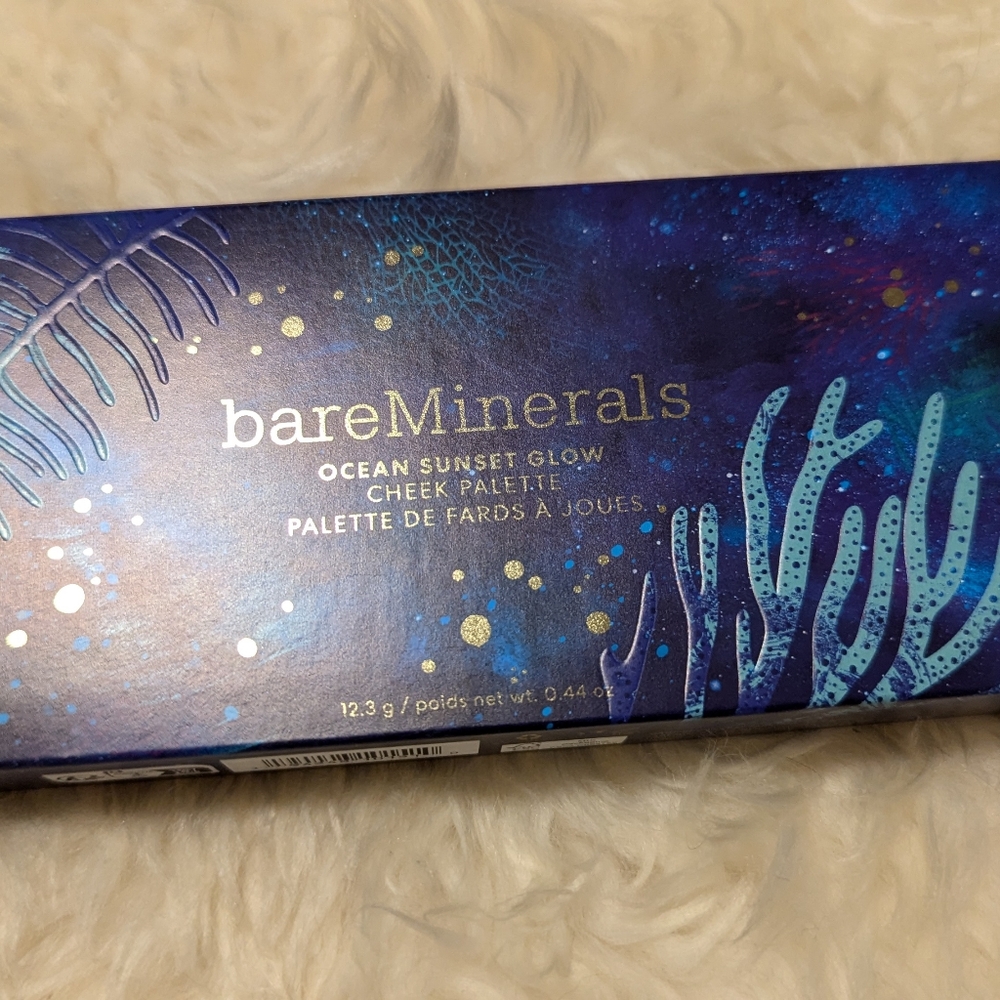 bareMinerals
OCEAN SUNSET GLOW
CHEEK PALETTE
PALETTE DE FARDS À JOUES
12.3 g / poids net wt. 0.44 oz